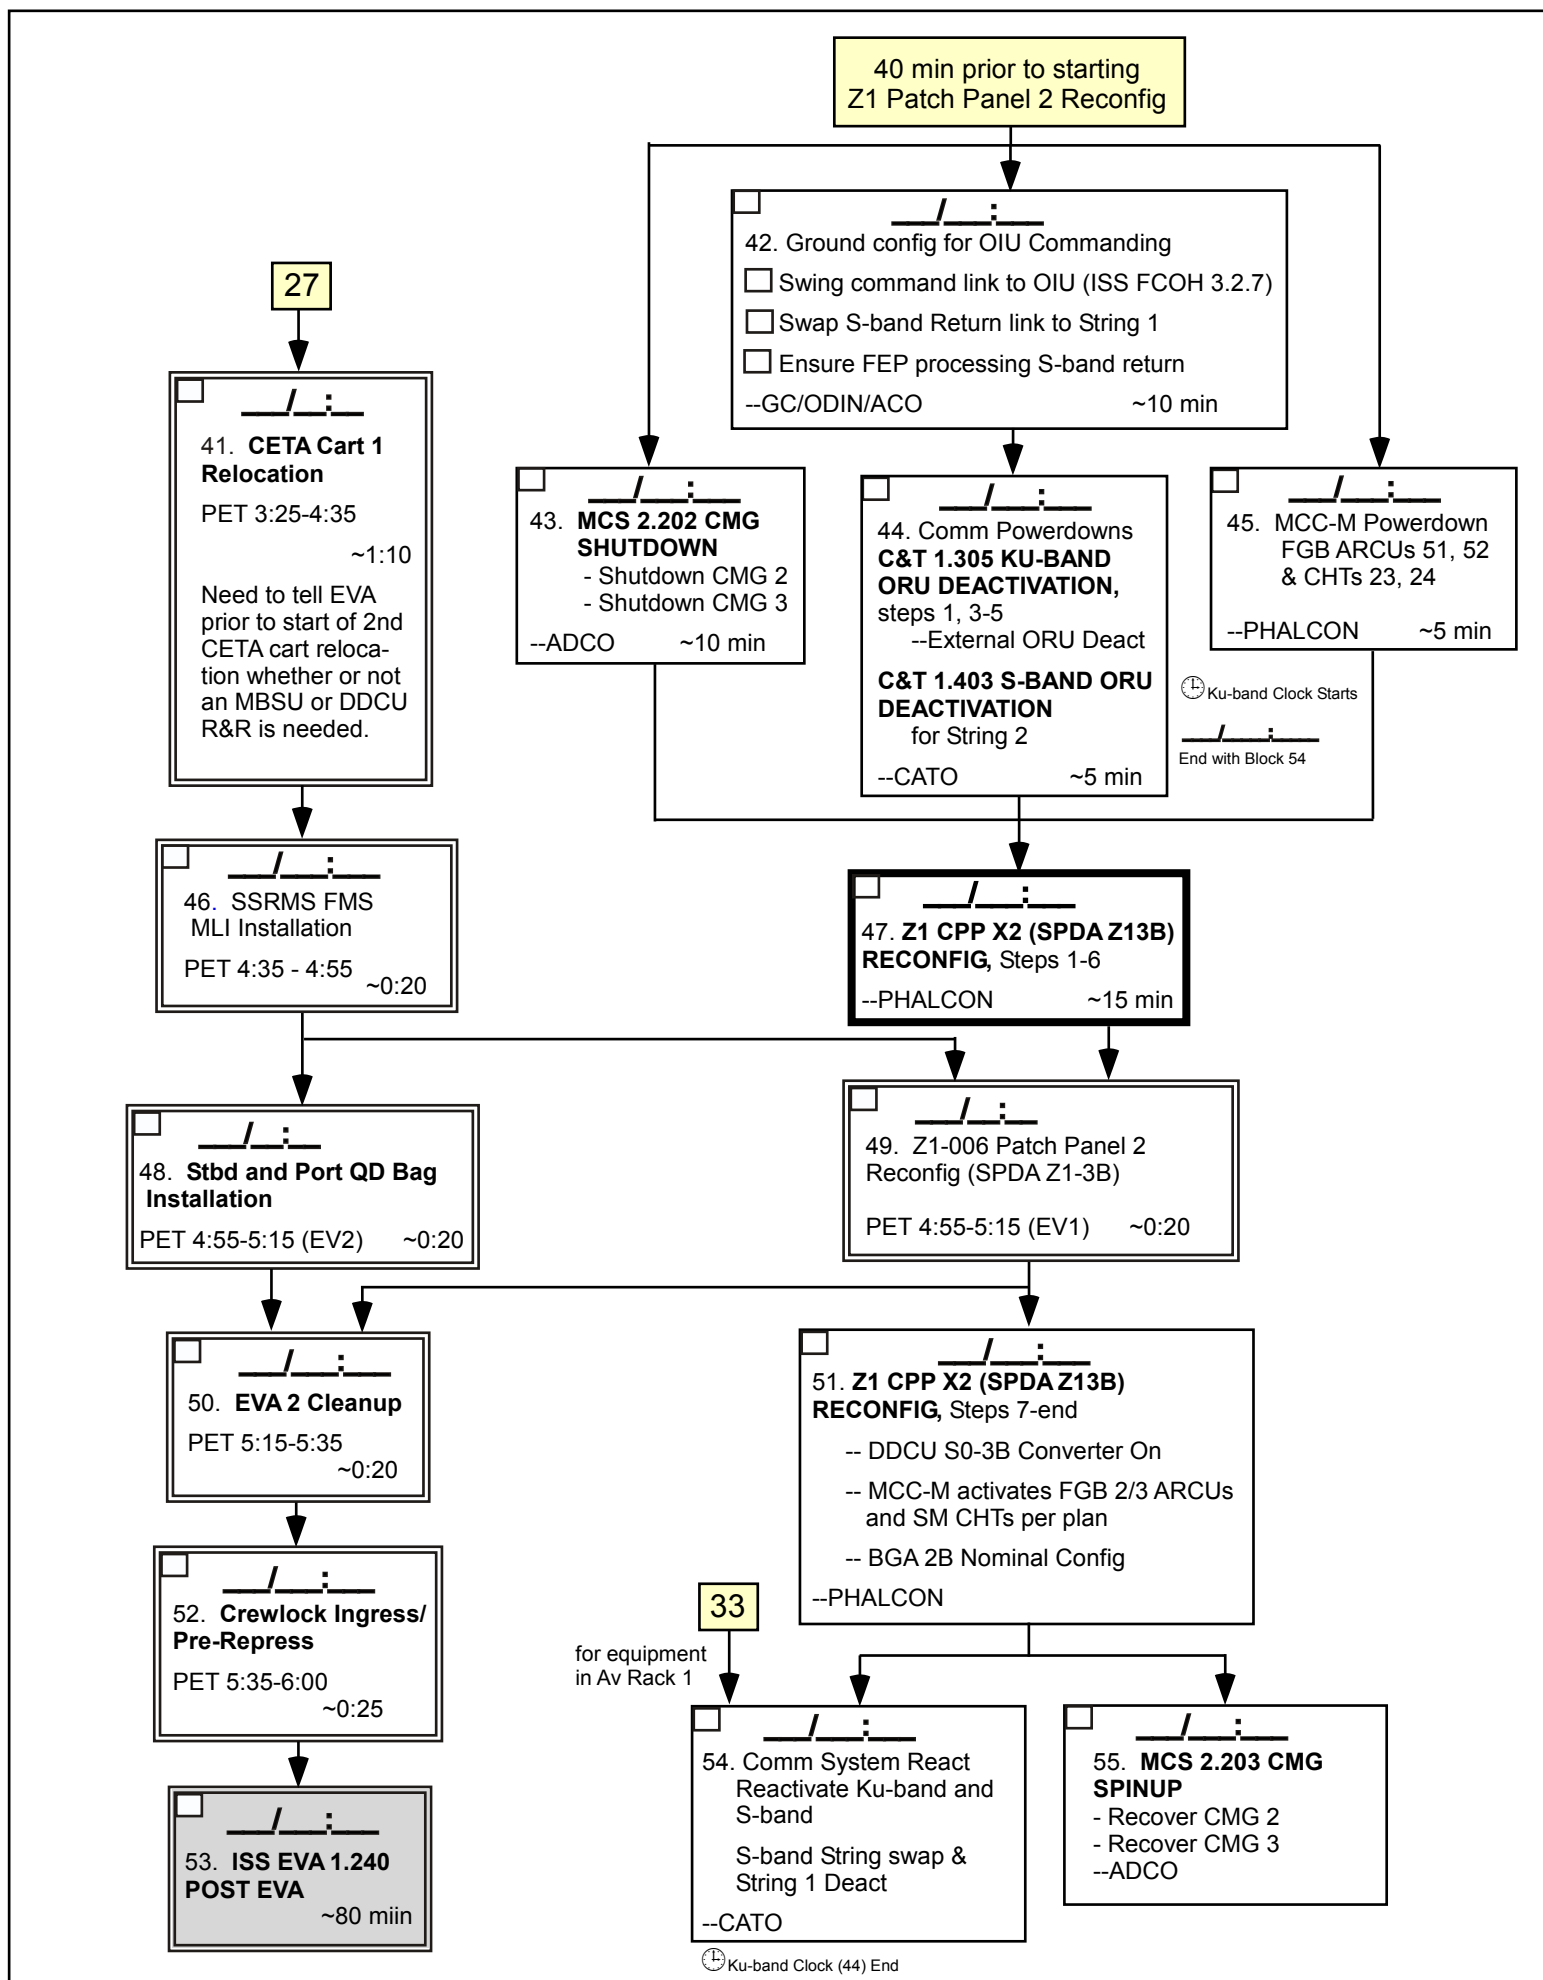 40 min prior to starting
Z1 Patch Panel 2 Reconfig
___/___:___
42. Ground config for OIU Commanding
Swing command link to OIU (ISS FCOH 3.2.7)
Swap S-band Return link to String 1
Ensure FEP processing S-band return
--GC/ODIN/ACO ~10 min
27
___/__:__
41. CETA Cart 1
Relocation
PET 3:25-4:35
~1:10
Need to tell EVA
prior to start of 2nd
CETA cart reloca-
tion whether or not
an MBSU or DDCU
R&R is needed.
___/___:___
43. MCS 2.202 CMG
SHUTDOWN
- Shutdown CMG 2
- Shutdown CMG 3
--ADCO ~10 min
___/___:___
44. Comm Powerdowns
C&T 1.305 KU-BAND
ORU DEACTIVATION,
steps 1, 3-5
--External ORU Deact
C&T 1.403 S-BAND ORU
DEACTIVATION
for String 2
--CATO ~5 min
___/___:___
45. MCC-M Powerdown
FGB ARCUs 51, 52
& CHTs 23, 24
--PHALCON ~5 min
Ku-band Clock Starts
___/____:____
End with Block 54
___/___:___
46. SSRMS FMS
MLI Installation
PET 4:35 - 4:55
~0:20
___/___:___
47. Z1 CPP X2 (SPDA Z13B)
RECONFIG, Steps 1-6
--PHALCON ~15 min
___/__:__
48. Stbd and Port QD Bag
Installation
PET 4:55-5:15 (EV2) ~0:20
___/__:__
49. Z1-006 Patch Panel 2
Reconfig (SPDA Z1-3B)
PET 4:55-5:15 (EV1) ~0:20
___/___:___
50. EVA 2 Cleanup
PET 5:15-5:35
~0:20
___/___:___
51. Z1 CPP X2 (SPDA Z13B)
RECONFIG, Steps 7-end
-- DDCU S0-3B Converter On
-- MCC-M activates FGB 2/3 ARCUs
and SM CHTs per plan
-- BGA 2B Nominal Config
--PHALCON
___/___:___
52. Crewlock Ingress/
Pre-Repress
PET 5:35-6:00
~0:25
33
for equipment
in Av Rack 1
___/___:___
53. ISS EVA 1.240
POST EVA
~80 miin
___/___:___
54. Comm System React
Reactivate Ku-band and
S-band
S-band String swap &
String 1 Deact
--CATO
Ku-band Clock (44) End
___/___:___
55. MCS 2.203 CMG
SPINUP
- Recover CMG 2
- Recover CMG 3
--ADCO